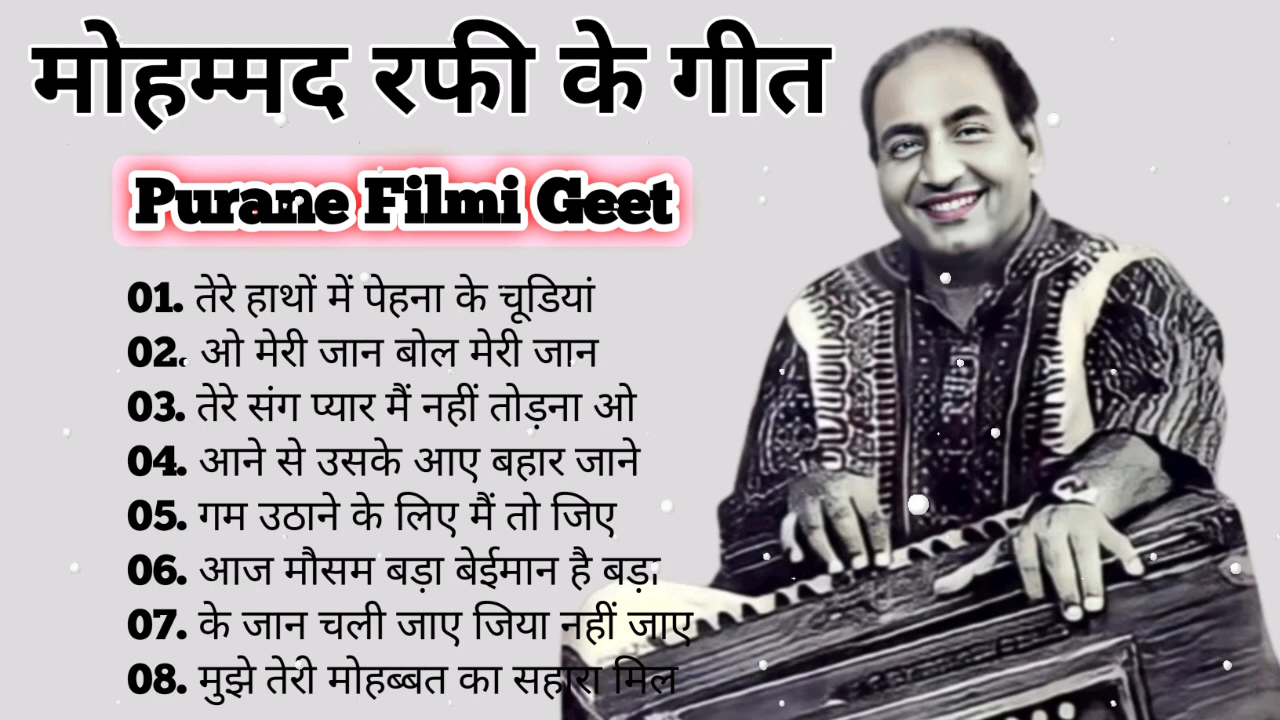 मोहम्मद रफी के गीत
Purane Filmi Geet
01. तेरे हाथों में पेहना के चूडियां
02. ओ मेरी जान बोल मेरी जान
03. तेरे संग प्यार मैं नहीं तोड़ना ओ
04. आने से उसके आए बहार जाने
05. गम उठाने के लिए मैं तो जिए
06. आज मौसम बड़ा बेईमान है बड़ा
07. के जान चली जाए जिया नहीं जाए
08. मुझे तेरी मोहब्बत का सहारा मिल